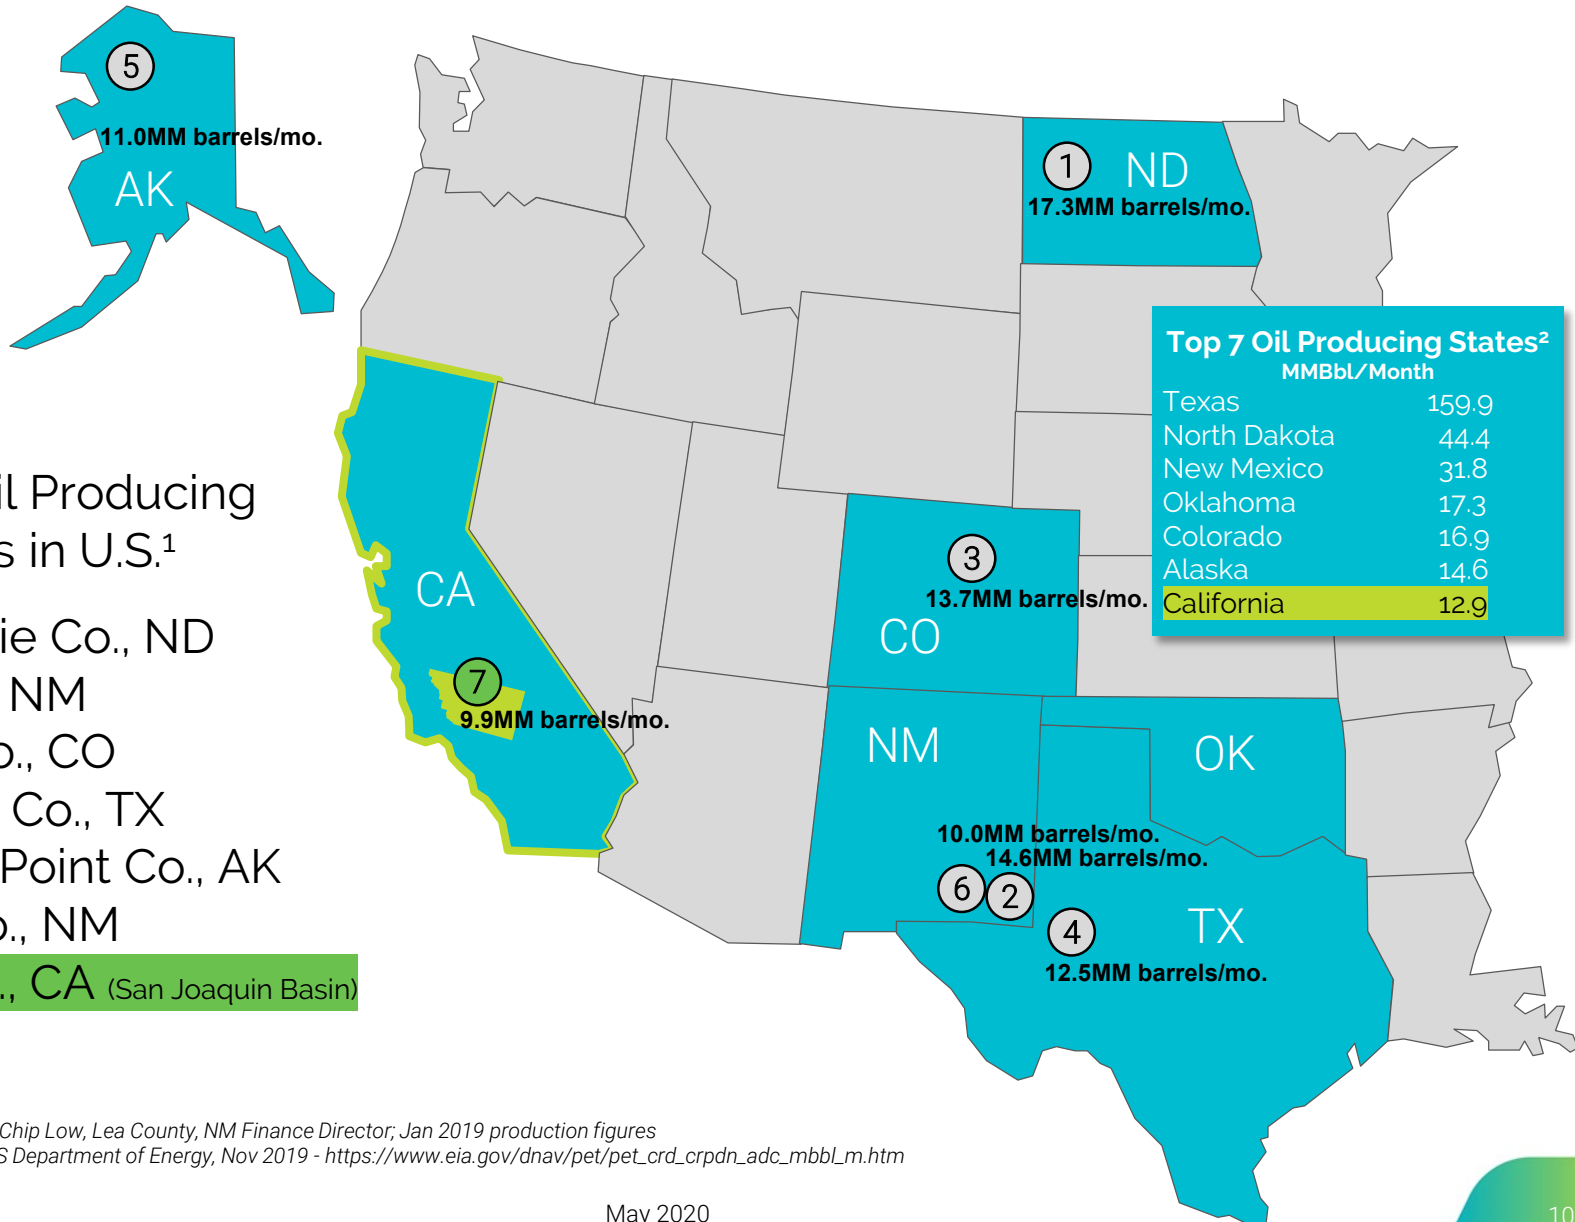 5
11.0MM barrels/mo.
AK
1
ND
17.3MM barrels/mo.
Top 7 Oil Producing States²
MMBbl/Month
Texas 159.9
North Dakota 44.4
New Mexico 31.8
Oklahoma 17.3
Colorado 16.9
Alaska 14.6
California 12.9
il Producing
s in U.S.¹
ie Co., ND
NM
o., CO
Co., TX
Point Co., AK
o., NM
., CA (San Joaquin Basin)
CA
7
9.9MM barrels/mo.
3
13.7MM barrels/mo.
CO
NM
OK
10.0MM barrels/mo.
14.6MM barrels/mo.
6
2
4
TX
12.5MM barrels/mo.
Chip Low, Lea County, NM Finance Director; Jan 2019 production figures
S Department of Energy, Nov 2019 - https://www.eia.gov/dnav/pet/pet_crd_crpdn_adc_mbbl_m.htm
May 2020
10